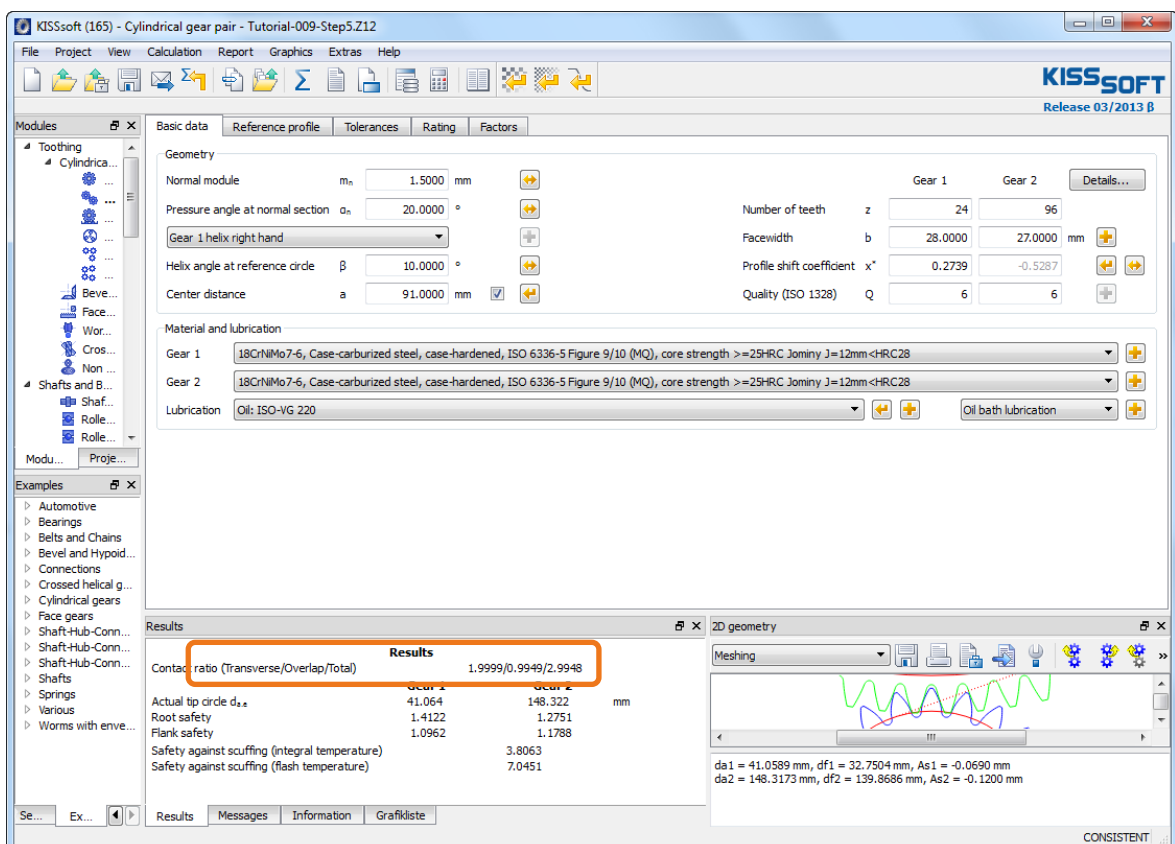 KISSsoft (165) - Cylindrical gear pair - Tutorial-009-Step5.Z12
File Project View Calculation Report Graphics Extras Help
KISSsoft
Release 03/2013 β
Modules
Toothing
Cylindrica...
...
...
...
...
...
...
Beve...
Face...
Wor...
Cros...
Non ...
Shafts and B...
Shaf...
Rolle...
Rolle...
Modu... Proje...
Examples
Automotive
Bearings
Belts and Chains
Bevel and Hypoid...
Connections
Crossed helical g...
Cylindrical gears
Face gears
Shaft-Hub-Conn...
Shaft-Hub-Conn...
Shaft-Hub-Conn...
Shafts
Springs
Various
Worms with enve...
Se... Ex...
Basic data Reference profile Tolerances Rating Factors
Geometry
Normal module mn 1.5000 mm
Pressure angle at normal section αn 20.0000 °
Gear 1 helix right hand
Helix angle at reference circle β 10.0000 °
Center distance a 91.0000 mm
Gear 1 Gear 2 Details...
Number of teeth z 24 96
Facewidth b 28.0000 27.0000 mm
Profile shift coefficient x* 0.2739 -0.5287
Quality (ISO 1328) Q 6 6
Material and lubrication
Gear 1 18CrNiMo7-6, Case-carburized steel, case-hardened, ISO 6336-5 Figure 9/10 (MQ), core strength >=25HRC Jominy J=12mm<HRC28
Gear 2 18CrNiMo7-6, Case-carburized steel, case-hardened, ISO 6336-5 Figure 9/10 (MQ), core strength >=25HRC Jominy J=12mm<HRC28
Lubrication Oil: ISO-VG 220 Oil bath lubrication
Results
Results
Contact ratio (Transverse/Overlap/Total) 1.9999/0.9949/2.9948
Gear 1 Gear 2
Actual tip circle da.e 41.064 148.322 mm
Root safety 1.4122 1.2751
Flank safety 1.0962 1.1788
Safety against scuffing (integral temperature) 3.8063
Safety against scuffing (flash temperature) 7.0451
Results Messages Information Grafikliste
2D geometry
Meshing
da1 = 41.0589 mm, df1 = 32.7504 mm, As1 = -0.0690 mm
da2 = 148.3173 mm, df2 = 139.8686 mm, As2 = -0.1200 mm
CONSISTENT